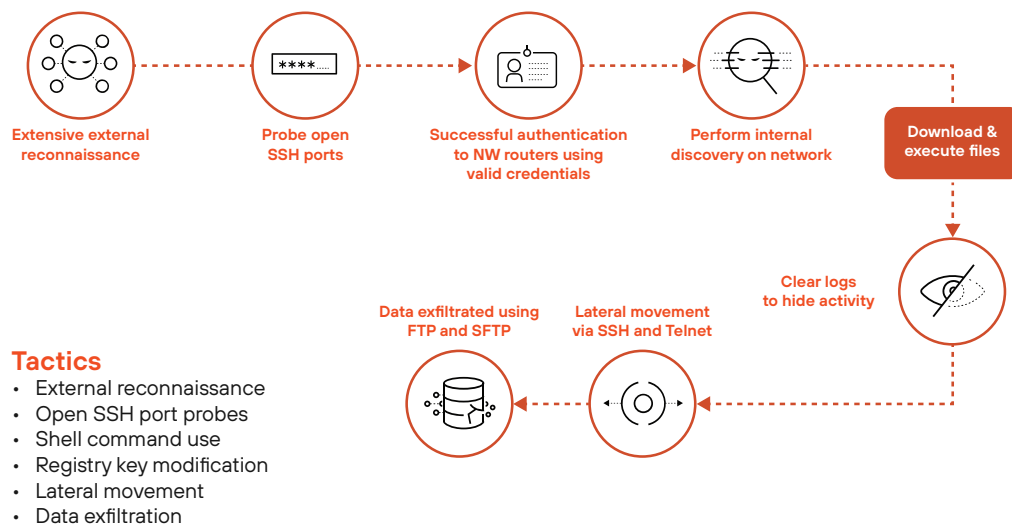 Extensive external
reconnaissance
****.....
Probe open
SSH ports
Successful authentication
to NW routers using
valid credentials
Perform internal
discovery on network
Download &
execute files
Clear logs
to hide activity
Lateral movement
via SSH and Telnet
Data exfiltrated using
FTP and SFTP
Tactics
• External reconnaissance
• Open SSH port probes
• Shell command use
• Registry key modification
• Lateral movement
• Data exfiltration